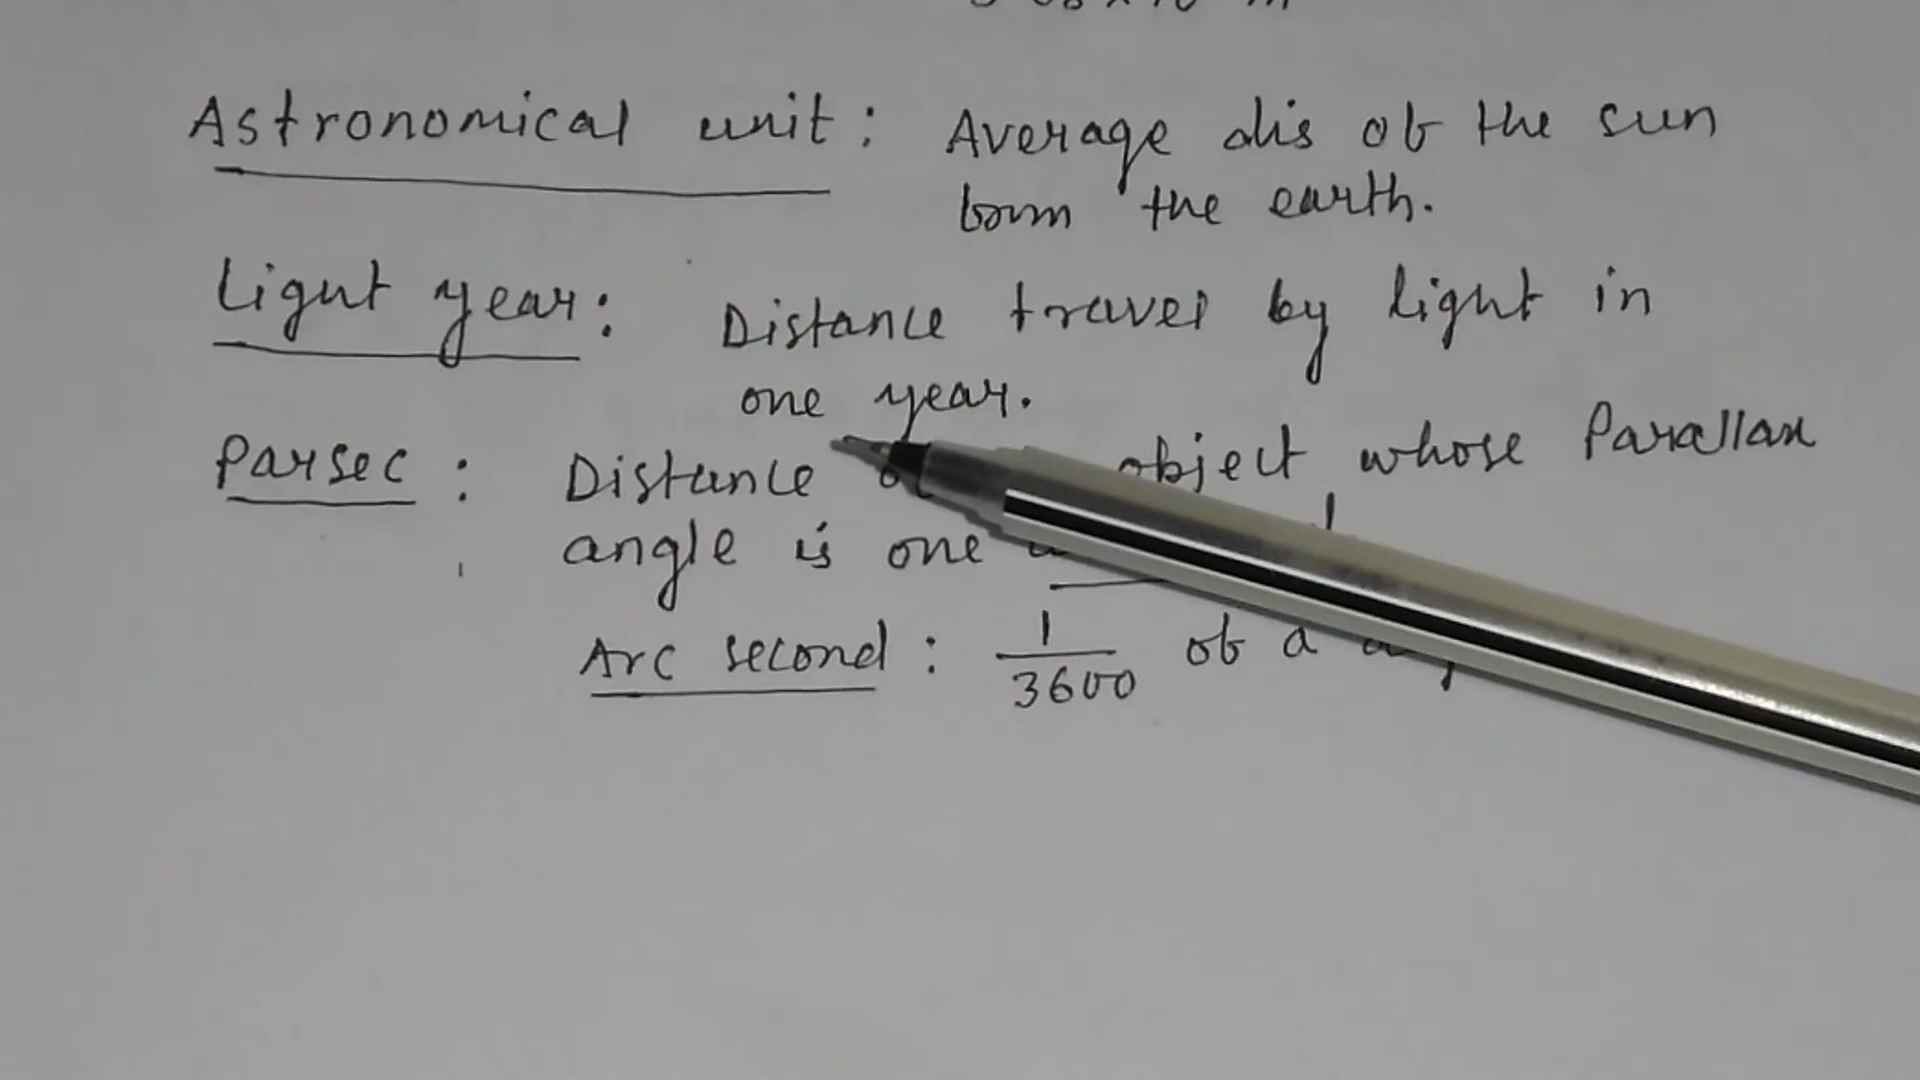 Astronomical unit: Average dis of the sun
from the earth.
Light year: Distance travel by light in
one year.
Parsec: Distance object whose Parallax
angle is one
Arc second: 1/3600 of a